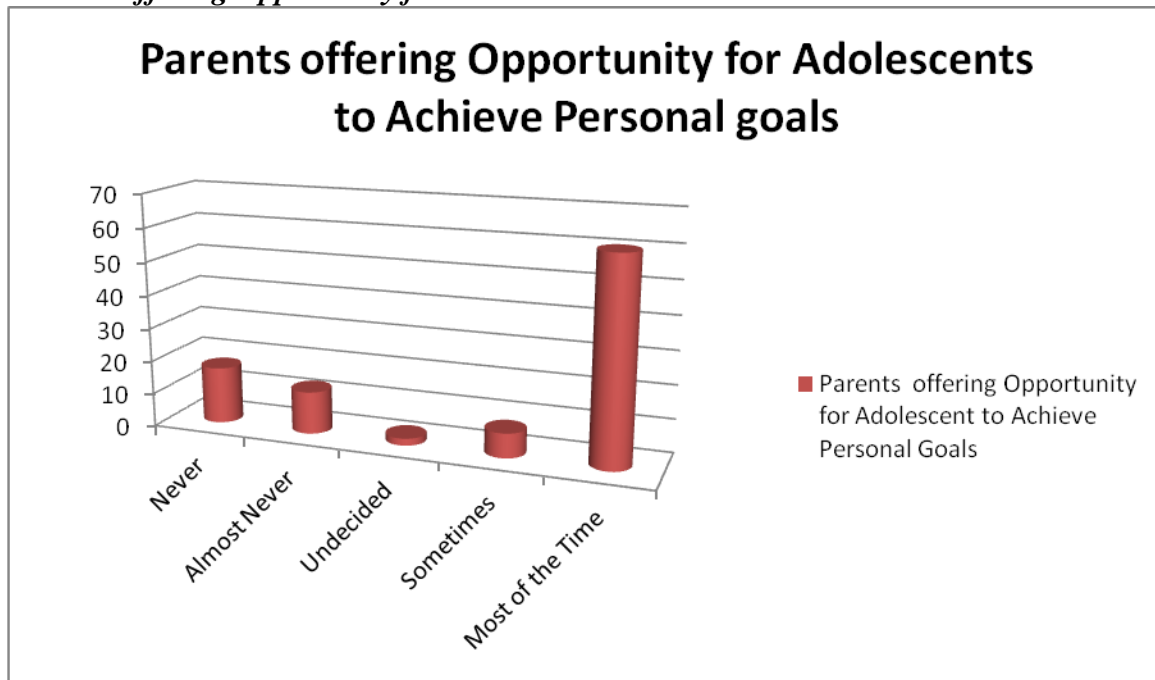 Parents offering Opportunity for Adolescents
to Achieve Personal goals
70
60
50
40
30
20
10
0
Never
Almost Never
Undecided
Sometimes
Most of the Time
Parents offering Opportunity
for Adolescent to Achieve
Personal Goals